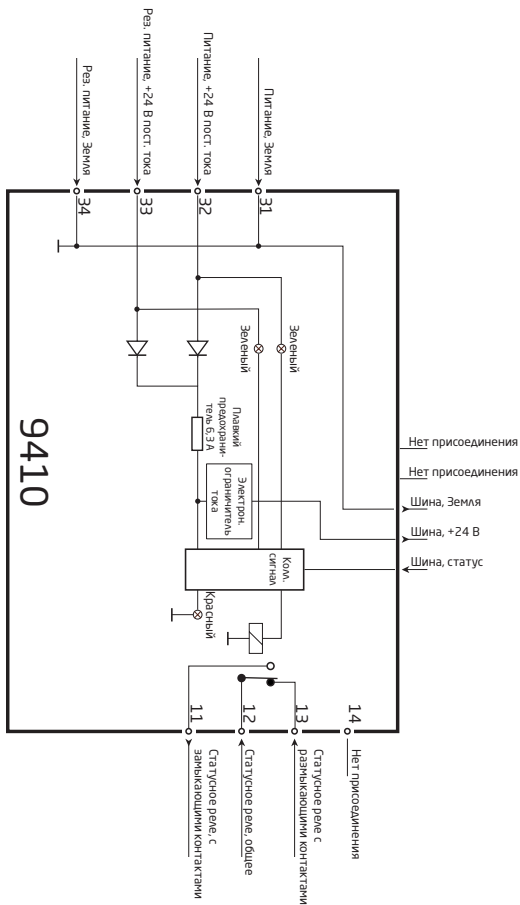 Рез. питание, Земля
Рез. питание, +24 В пост. тока
Питание, +24 В пост. тока
Питание, Земля
34
33
32
31
Зеленый
Зеленый
Плавкий
предохрани-
тель 6,3 А
Электрон.
ограничитель
тока
Колл.
сигнал
Красный
9410
Нет присоединения
Нет присоединения
Шина, Земля
Шина, +24 В
Шина, статус
11
12
13
14
Статусное реле, с
замыкающими контактами
Статусное реле, общее
Статусное реле с
размыкающими контактами
Нет присоединения